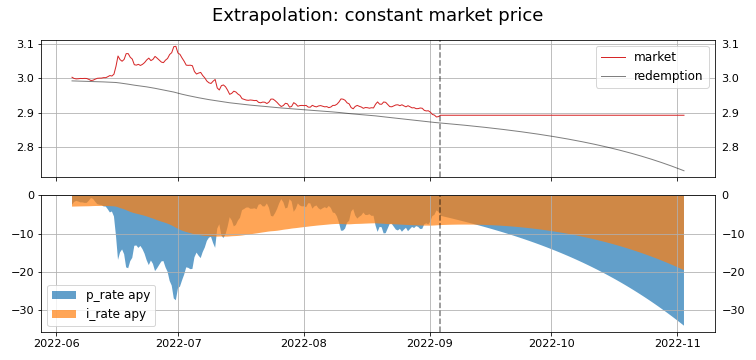 Extrapolation: constant market price
3.1 3.1
3.0 3.0
2.9 2.9
2.8 2.8
market
redemption
0 0
−10 −10
−20 −20
−30 −30
p_rate apy
i_rate apy
2022-06 2022-07 2022-08 2022-09 2022-10 2022-11